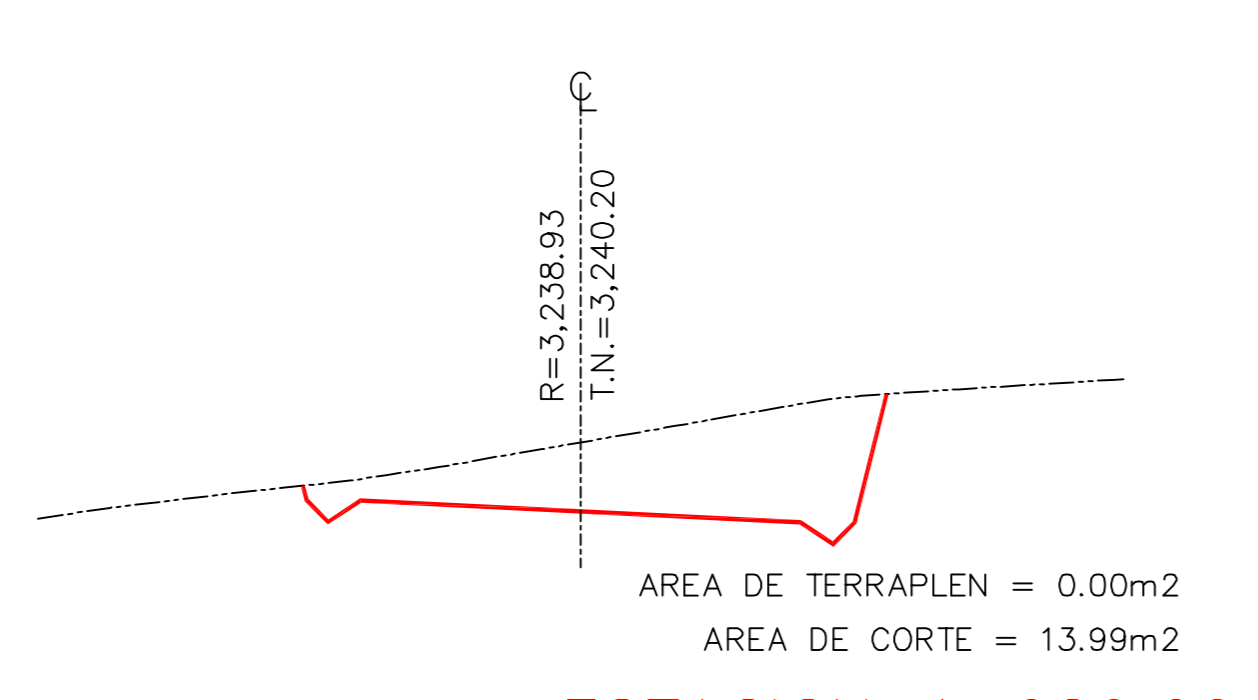 ℄
R=3,238.93
T.N.=3,240.20
AREA DE TERRAPLEN = 0.00m2
AREA DE CORTE = 13.99m2